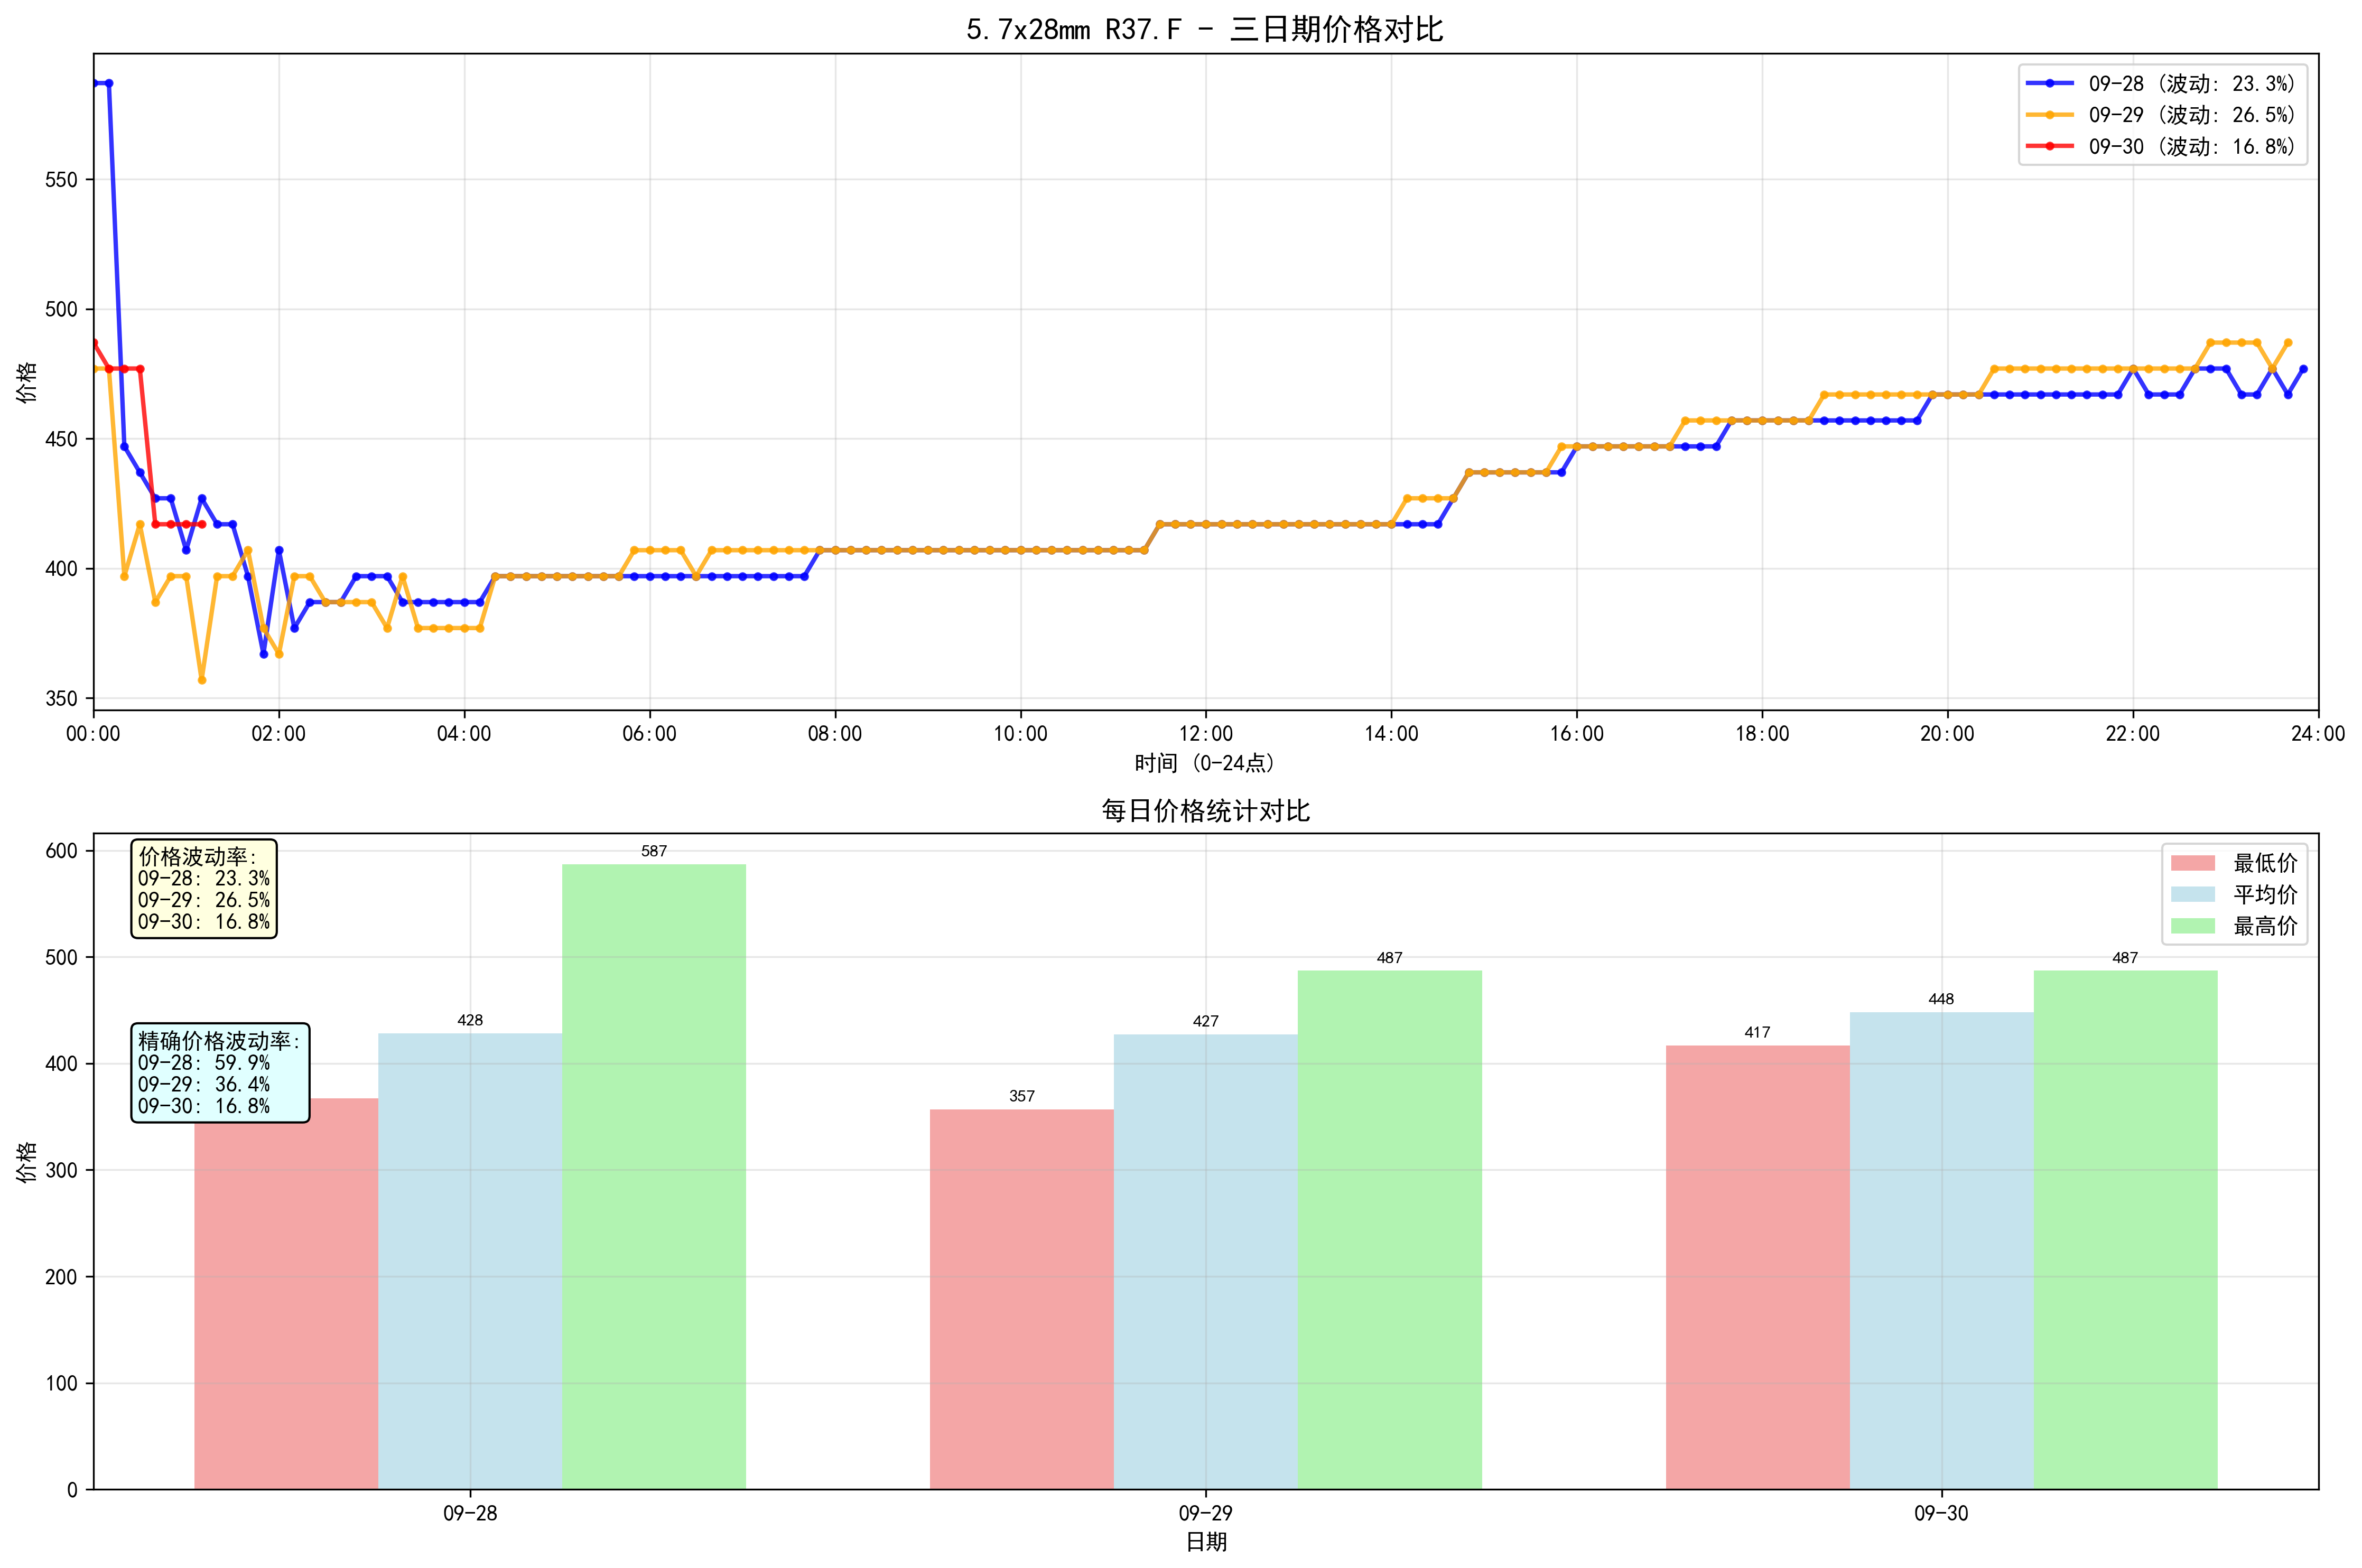 5.7x28mm R37.F - 三日期价格对比
09-28 (波动: 23.3%)
09-29 (波动: 26.5%)
09-30 (波动: 16.8%)
价格
550
500
450
400
350
00:00 02:00 04:00 06:00 08:00 10:00 12:00 14:00 16:00 18:00 20:00 22:00 24:00
时间 (0-24点)
每日价格统计对比
价格波动率:
09-28: 23.3%
09-29: 26.5%
09-30: 16.8%
精确价格波动率:
09-28: 59.9%
09-29: 36.4%
09-30: 16.8%
最低价
平均价
最高价
价格
600
500
400
300
200
100
0
428
587
357
427
487
417
448
487
09-28 09-29 09-30
日期